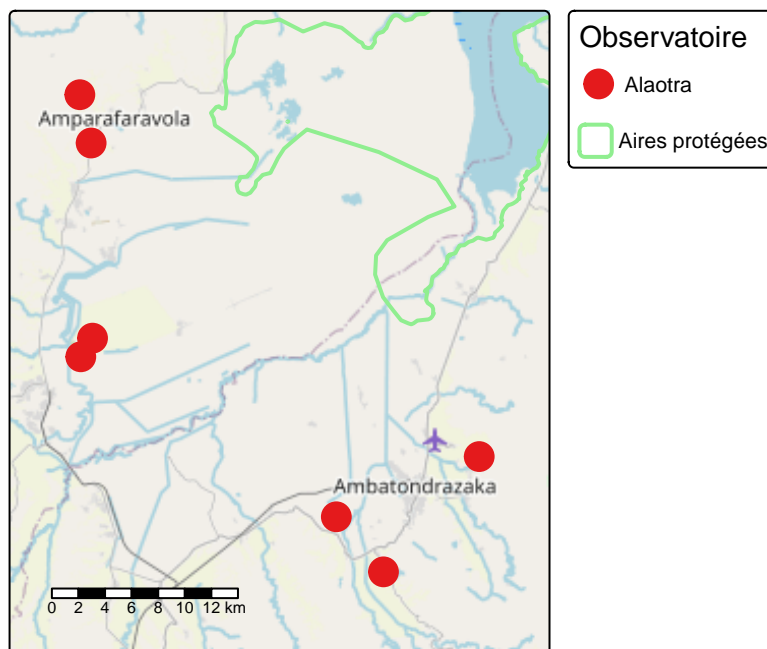 Amparafaravola
Ambatondrazaka
0 2 4 6 8 10 12 km
Observatoire
Alaotra
Aires protégées